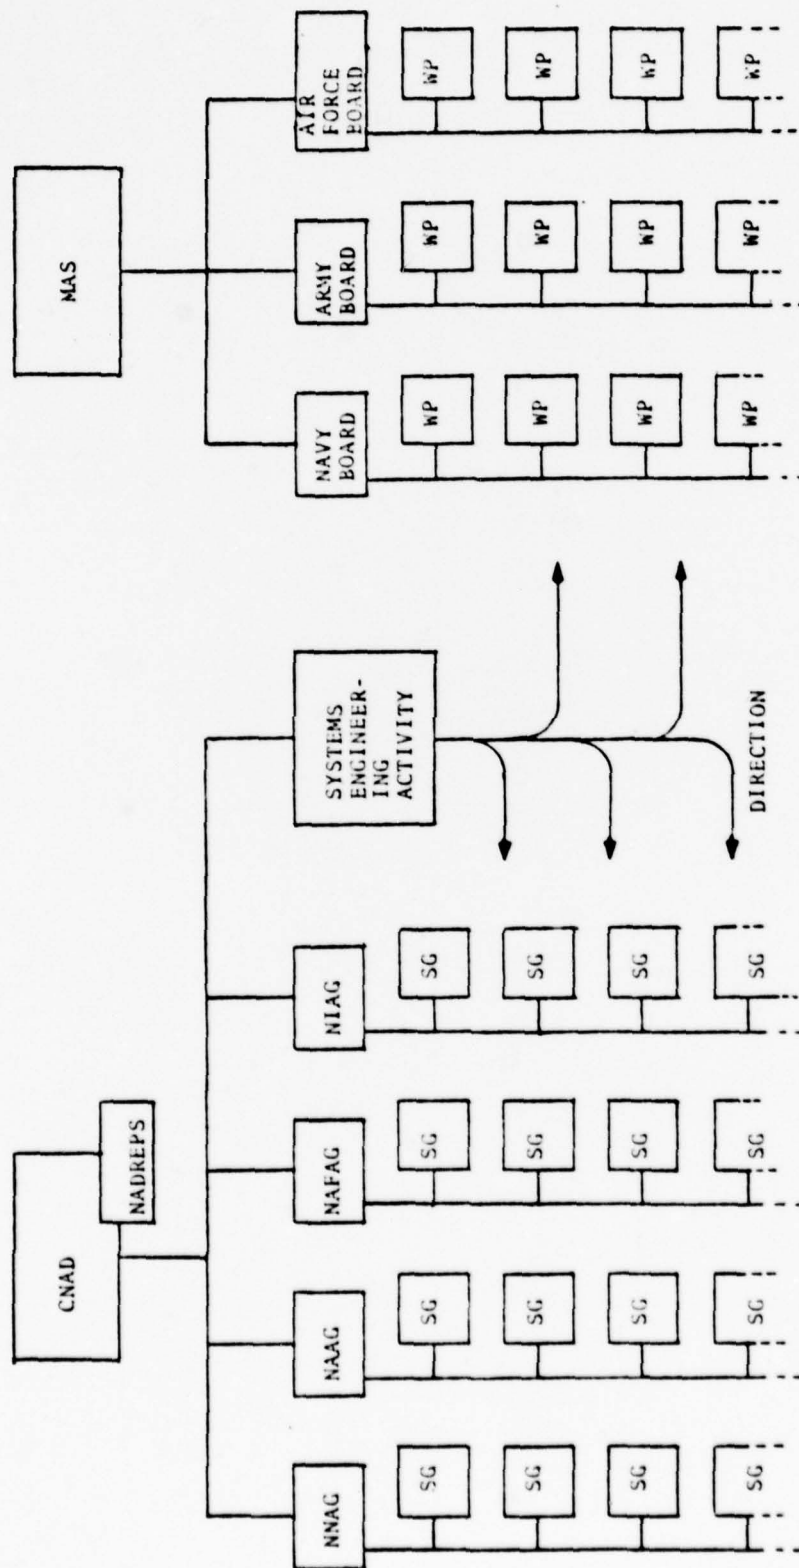 CNAD
NADREPS
MAS
NNAG
NAAG
NAFAG
NIAG
SYSTEMS
ENGINEER-
ING
ACTIVITY
NAVY
BOARD
ARMY
BOARD
AIR
FORCE
BOARD
SG
SG
SG
SG
WP
WP
WP
SG
SG
SG
SG
WP
WP
WP
SG
SG
SG
SG
WP
WP
WP
SG
SG
SG
SG
WP
WP
WP
DIRECTION